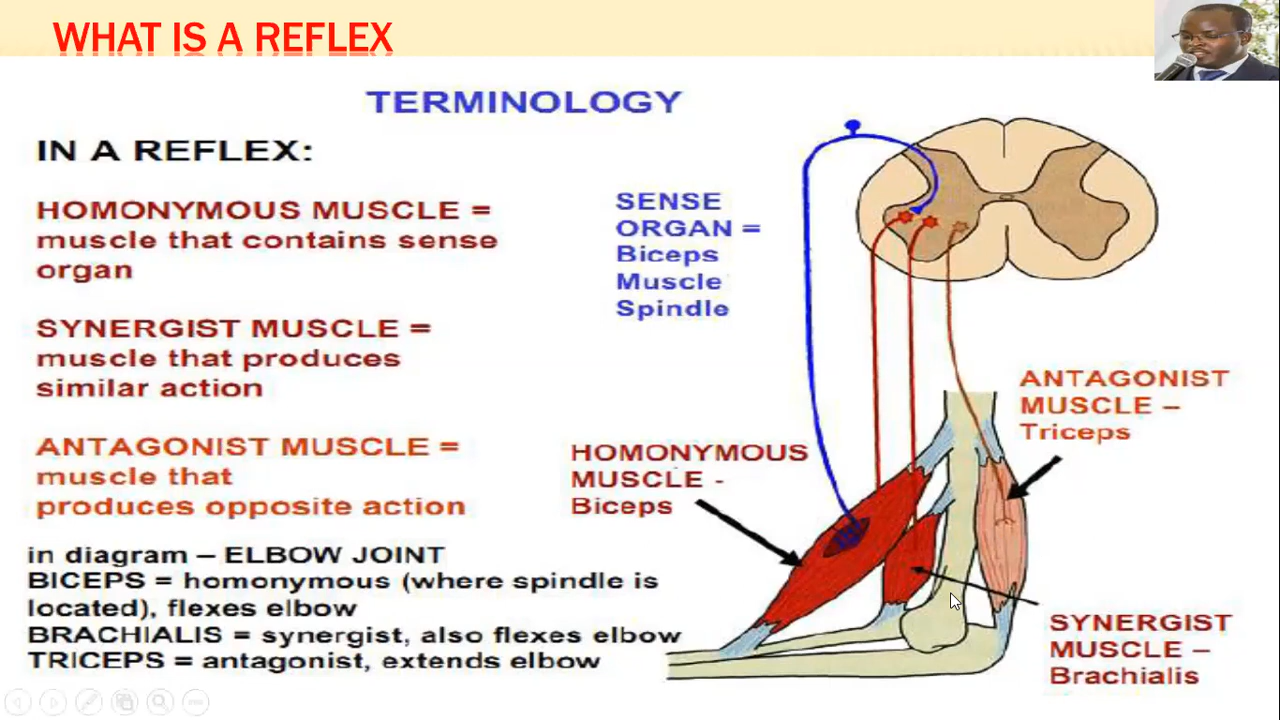 WHAT IS A REFLEX
TERMINOLOGY
IN A REFLEX:
HOMONYMOUS MUSCLE =
muscle that contains sense
organ
SYNERGIST MUSCLE =
muscle that produces
similar action
ANTAGONIST MUSCLE =
muscle that
produces opposite action
in diagram – ELBOW JOINT
BICEPS = homonymous (where spindle is
located), flexes elbow
BRACHIALIS = synergist, also flexes elbow
TRICEPS = antagonist, extends elbow
SENSE
ORGAN =
Biceps
Muscle
Spindle
HOMONYMOUS
MUSCLE -
Biceps
ANTAGONIST
MUSCLE –
Triceps
SYNERGIST
MUSCLE –
Brachialis